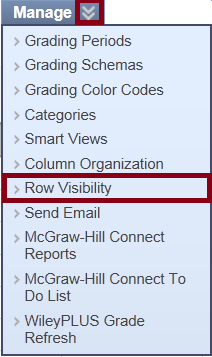 Manage
Grading Periods
Grading Schemas
Grading Color Codes
Categories
Smart Views
Column Organization
Row Visibility
Send Email
McGraw-Hill Connect
Reports
McGraw-Hill Connect To
Do List
WileyPLUS Grade
Refresh